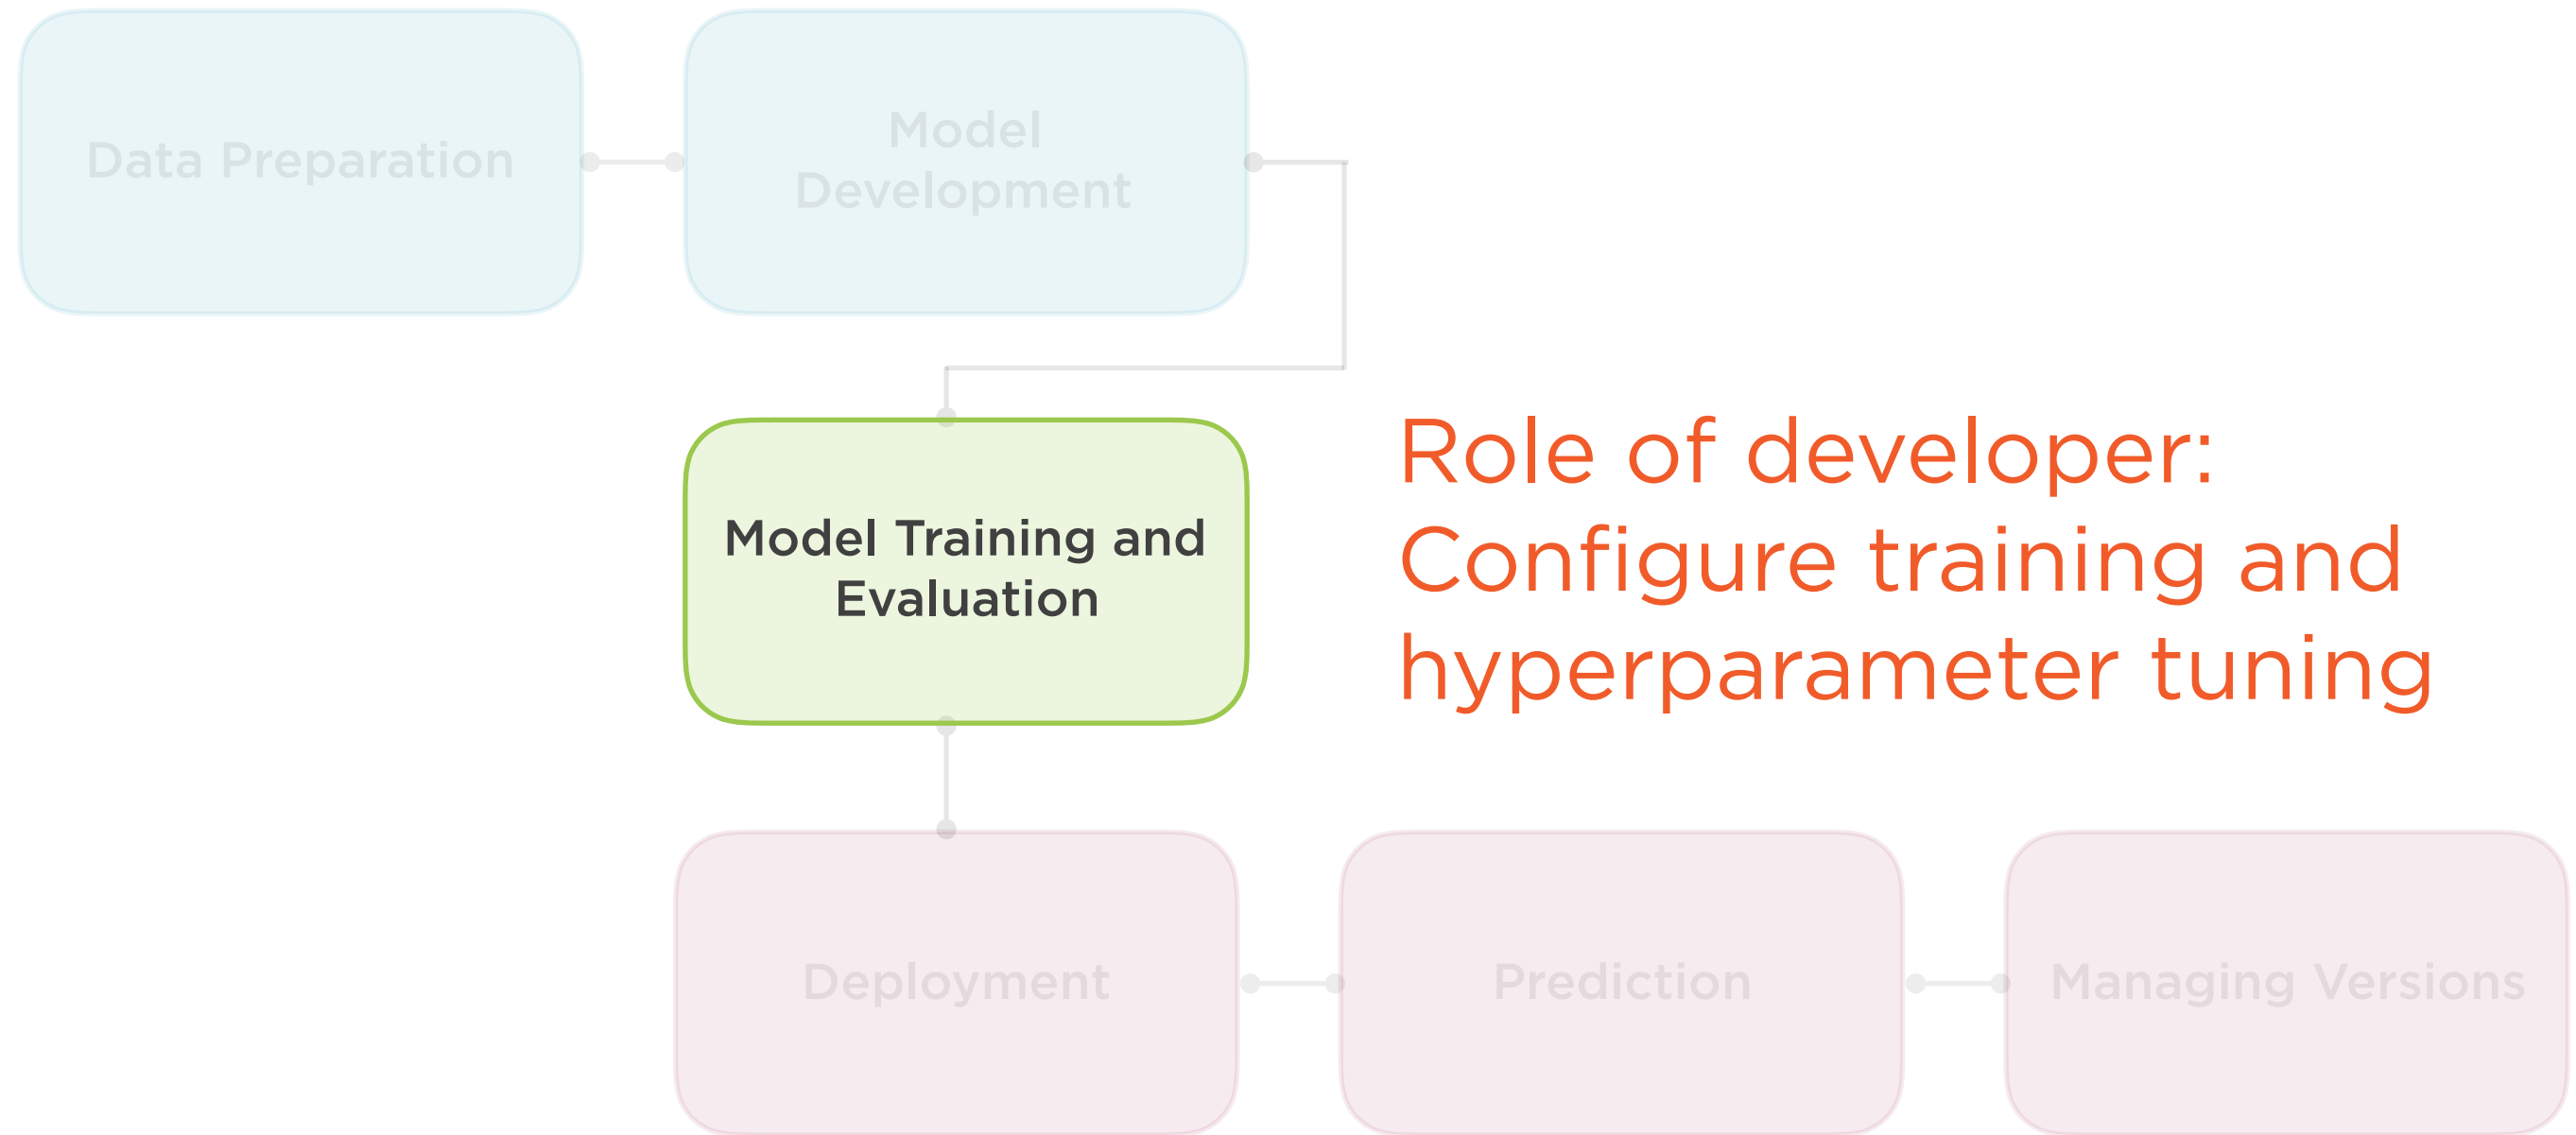 Data Preparation
Model
Development
Model Training and
Evaluation
Role of developer:
Configure training and
hyperparameter tuning
Deployment
Prediction
Managing Versions